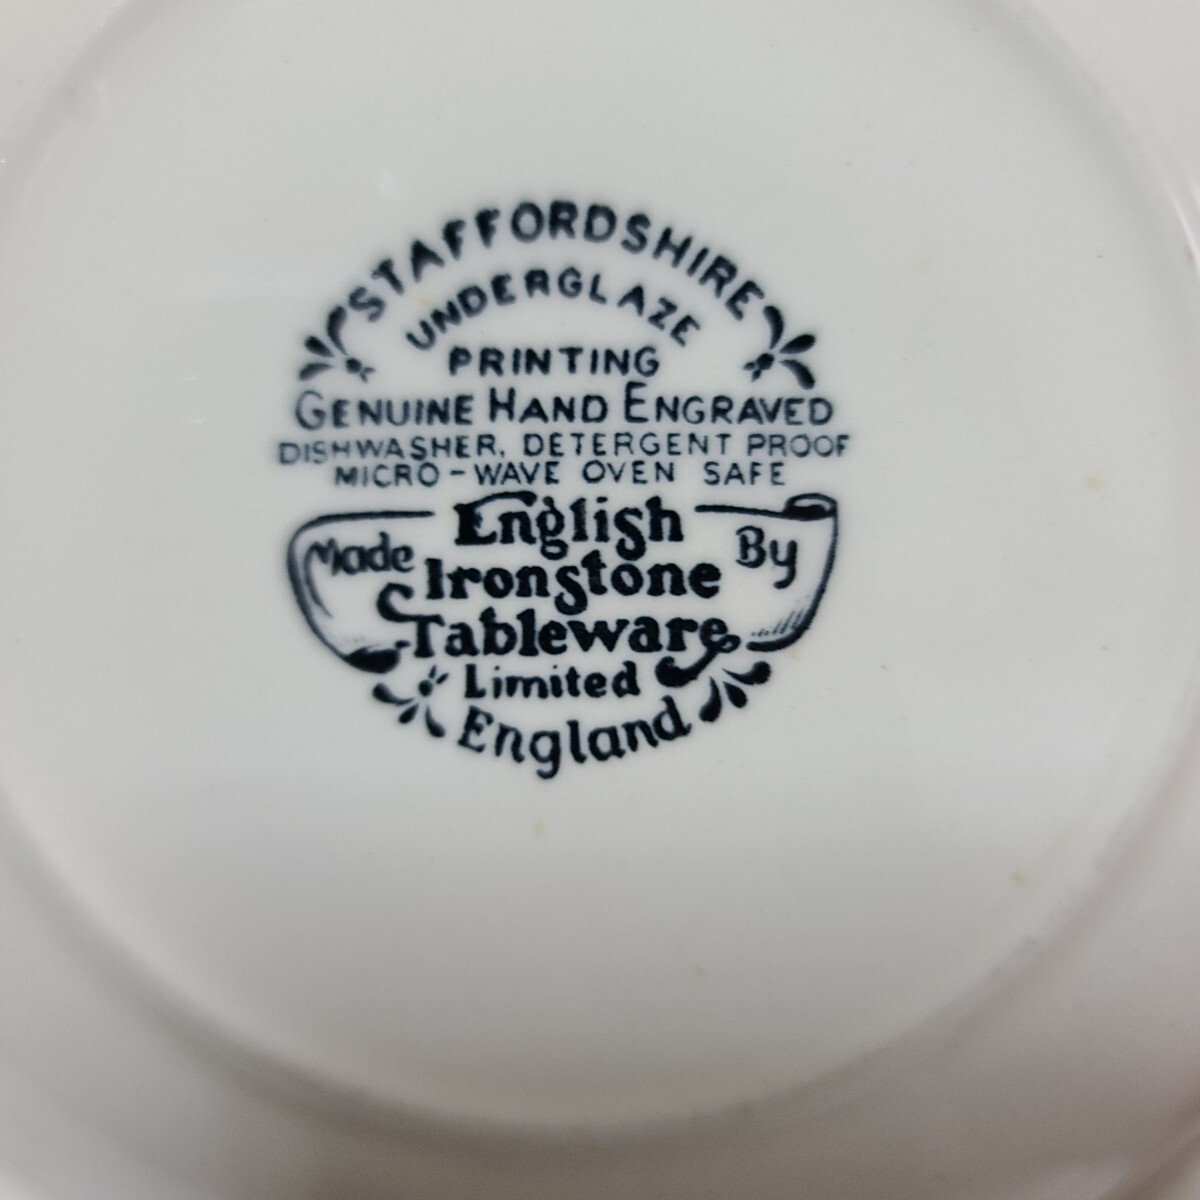 STAFFORDSHIRE
UNDERGLAZE
PRINTING
GENUINE HAND ENGRAVED
DISHWASHER, DETERGENT PROOF
MICRO-WAVE OVEN SAFE
Made By
English
Ironstone
Tableware
Limited
England